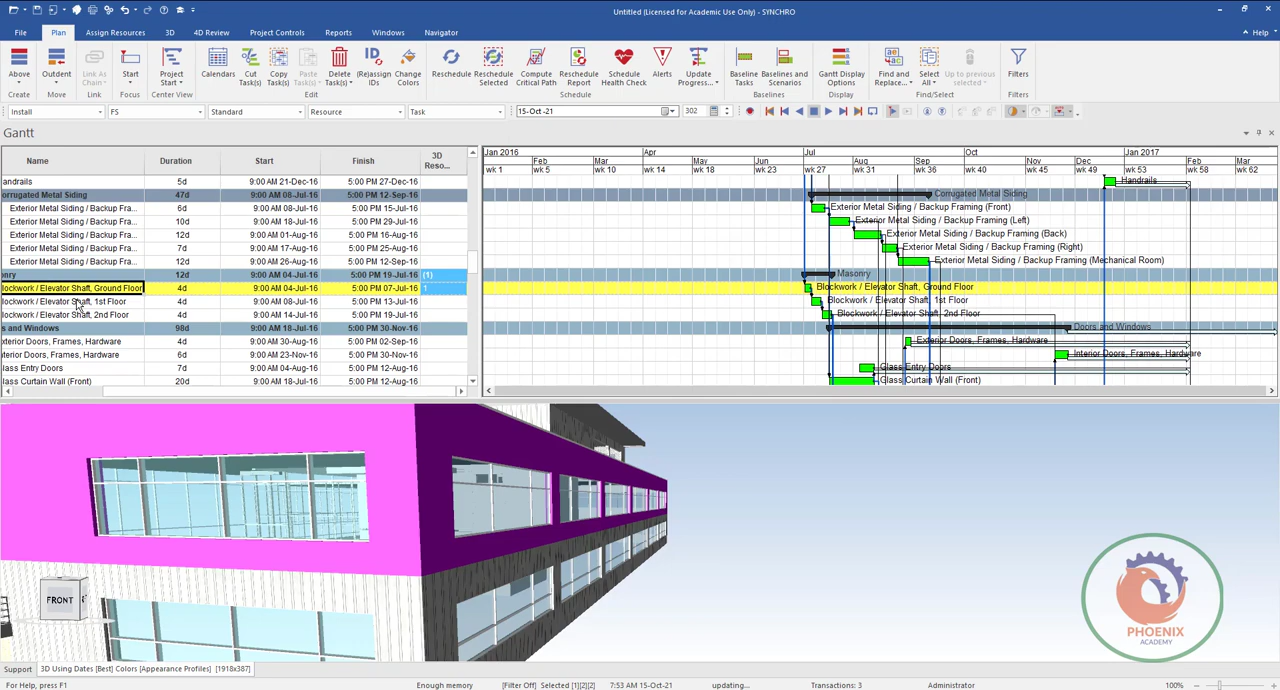 Untitled (Licensed for Academic Use Only) - SYNCHRO
File Plan Assign Resources 3D 4D Review Project Controls Reports Windows Navigator Help
Above Outdent Link As Chain Start Project Start Calendars Cut Task(s) Copy Task(s) Paste Task(s) Delete Task(s) (Re)assign IDs Change Colors Reschedule Reschedule Selected Compute Critical Path Reschedule Report Schedule Health Check Alerts Update Progress... Baseline Tasks Baselines and Scenarios Gantt Display Options Find and Replace... Select All Up to previous selected Filters
Create Move Link Focus Center View Edit Schedule Baselines Display Find/Select Filters
Install FS Standard Resource Task 15-Oct -21 302
Gantt
Name Duration Start Finish 3D Reso...
Jan 2016 Apr Jul Oct Jan 2017
Feb Mar May Jun Aug Sep Nov Dec Feb Mar
wk 1 wk 5 wk 10 wk 14 wk 18 wk 23 wk 27 wk 31 wk 36 wk 40 wk 45 wk 49 wk 53 wk 58 wk 62
andrails 5d 9:00 AM 21-Dec-16 5:00 PM 27-Dec-16 Handrails
orrugated Metal Siding 47d 9:00 AM 08-Jul-16 5:00 PM 12-Sep-16 Corrugated Metal Siding
Exterior Metal Siding / Backup Fra... 6d 9:00 AM 08-Jul-16 5:00 PM 15-Jul-16 Exterior Metal Siding / Backup Framing (Front)
Exterior Metal Siding / Backup Fra... 10d 9:00 AM 18-Jul-16 5:00 PM 29-Jul-16 Exterior Metal Siding / Backup Framing (Left)
Exterior Metal Siding / Backup Fra... 12d 9:00 AM 01-Aug-16 5:00 PM 16-Aug-16 Exterior Metal Siding / Backup Framing (Back)
Exterior Metal Siding / Backup Fra... 7d 9:00 AM 17-Aug-16 5:00 PM 25-Aug-16 Exterior Metal Siding / Backup Framing (Right)
Exterior Metal Siding / Backup Fra... 12d 9:00 AM 26-Aug-16 5:00 PM 12-Sep-16 Exterior Metal Siding / Backup Framing (Mechanical Room)
onry 12d 9:00 AM 04-Jul-16 5:00 PM 19-Jul-16 (1) Masonry
lockwork / Elevator Shaft, Ground Floor 4d 9:00 AM 04-Jul-16 5:00 PM 07-Jul-16 1 Blockwork / Elevator Shaft, Ground Floor
lockwork / Elevator Shaft, 1st Floor 4d 9:00 AM 08-Jul-16 5:00 PM 13-Jul-16 Blockwork / Elevator Shaft, 1st Floor
lockwork / Elevator Shaft, 2nd Floor 4d 9:00 AM 14-Jul-16 5:00 PM 19-Jul-16 Blockwork / Elevator Shaft, 2nd Floor
s and Windows 98d 9:00 AM 18-Jul-16 5:00 PM 30-Nov-16 Doors and Windows
xterior Doors, Frames, Hardware 4d 9:00 AM 30-Aug-16 5:00 PM 02-Sep-16 Exterior Doors, Frames, Hardware
nterior Doors, Frames, Hardware 6d 9:00 AM 23-Nov-16 5:00 PM 30-Nov-16 Interior Doors, Frames, Hardware
lass Entry Doors 7d 9:00 AM 04-Aug-16 5:00 PM 12-Aug-16 Glass Entry Doors
lass Curtain Wall (Front) 20d 9:00 AM 18-Jul-16 5:00 PM 12-Aug-16 Glass Curtain Wall (Front)
FRONT
PHOENIX
ACADEMY
Support 3D Using Dates [Best] Colors [Appearance Profiles] [1918x387]
For Help, press F1 Enough memory [Filter Off] Selected [1][2][2] 7:53 AM 15-Oct-21 updating... Transactions: 3 Administrator 100%